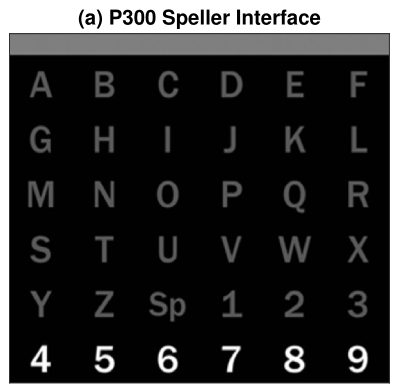 (a) P300 Speller Interface
A B C D E F
G H I J K L
M N O P Q R
S T U V W X
Y Z Sp 1 2 3
4 5 6 7 8 9